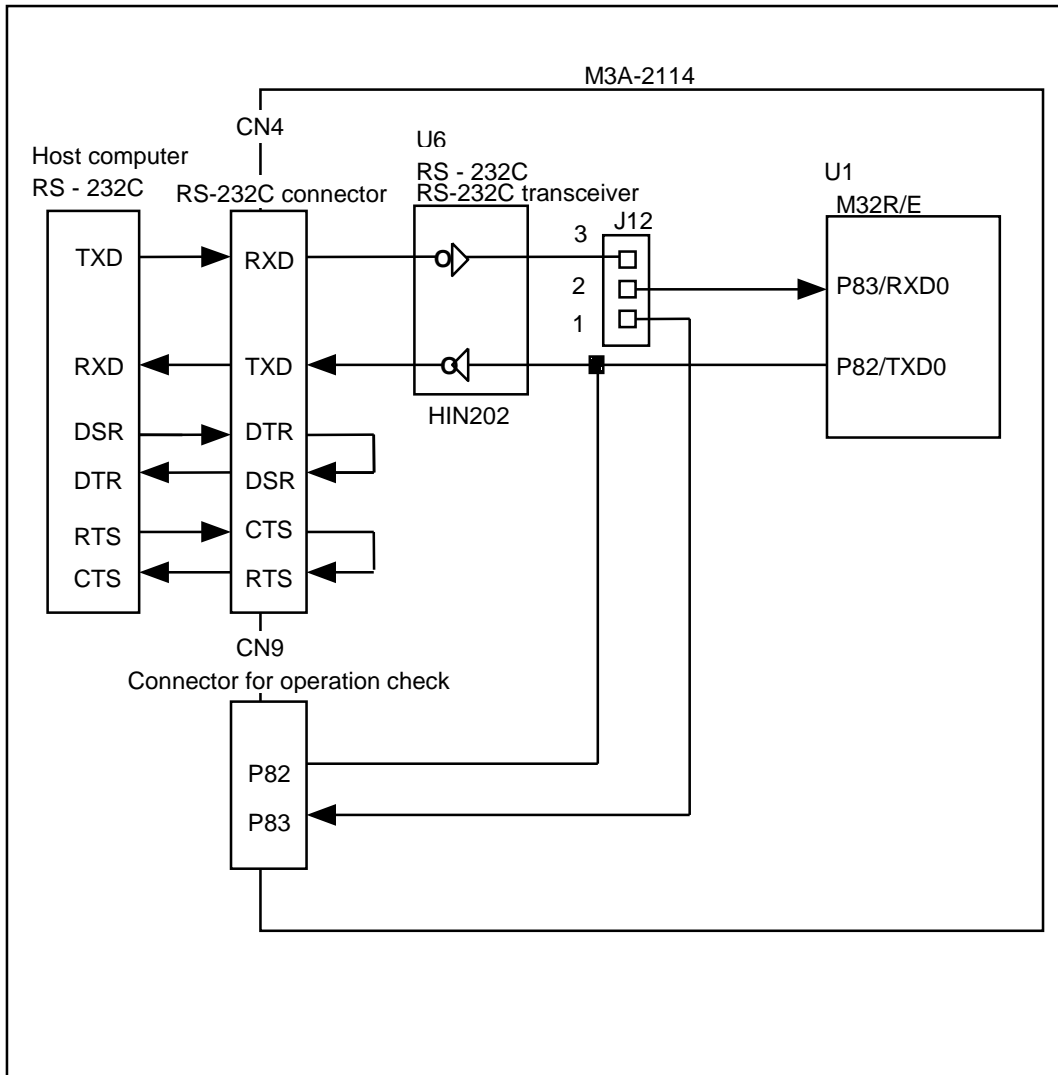 M3A-2114
CN4
U6
Host computer
RS - 232C
RS - 232C
RS-232C connector
RS-232C transceiver
U1
M32R/E
J12
3
TXD
RXD
2
P83/RXD0
1
RXD
TXD
P82/TXD0
HIN202
DSR
DTR
DTR
DSR
RTS
CTS
CTS
RTS
CN9
Connector for operation check
P82
P83